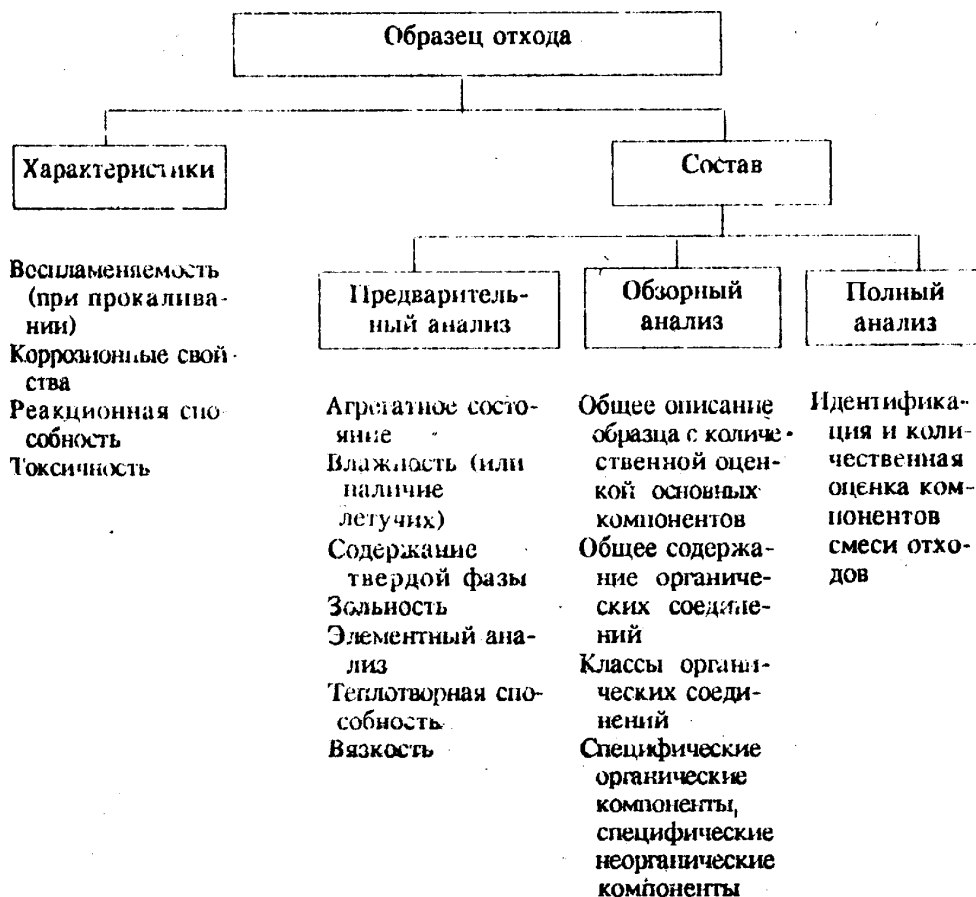 Образец отхода
Характеристики
Состав
Воспламеняемость
(при прокалива-
нии)
Коррозионные свой-
ства
Реакционная спо
собность
Токсичность
Предваритель-
ный анализ
Агрегатное состо-
яние
Влажность (или
наличие
летучих)
Содержание
твердой фазы
Зольность
Элементный ана-
лиз
Теплотворная спо-
собность
Вязкость
Обзорный
анализ
Общее описание
образца с количе-
ственной оцен-
кой основных
компонентов
Общее содержа-
ние органиче-
ских соедине-
ний
Классы органи-
ческих соеди-
нений
Специфические
органические
компоненты,
специфические
неорганические
компоненты
Полный
анализ
Идентифика-
ция и коли-
чественная
оценка ком-
понентов
смеси отхо-
дов